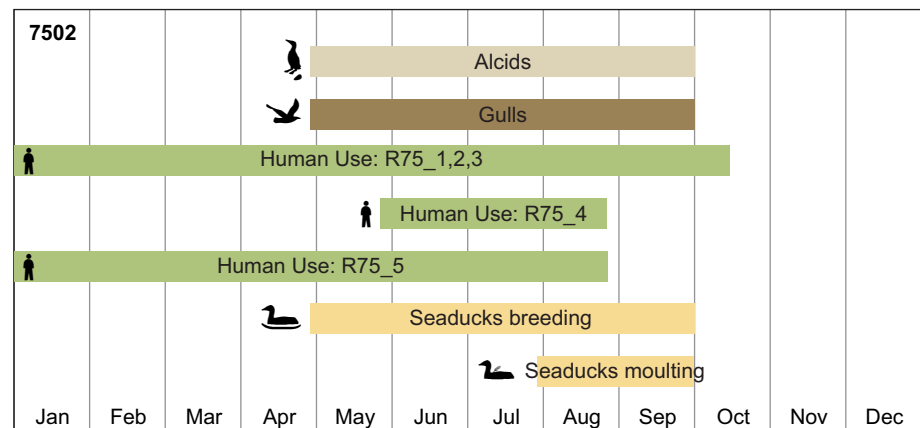 7502
Alcids
Gulls
Human Use: R75_1,2,3
Human Use: R75_4
Human Use: R75_5
Seaducks breeding
Seaducks moulting
Jan Feb Mar Apr May Jun Jul Aug Sep Oct Nov Dec